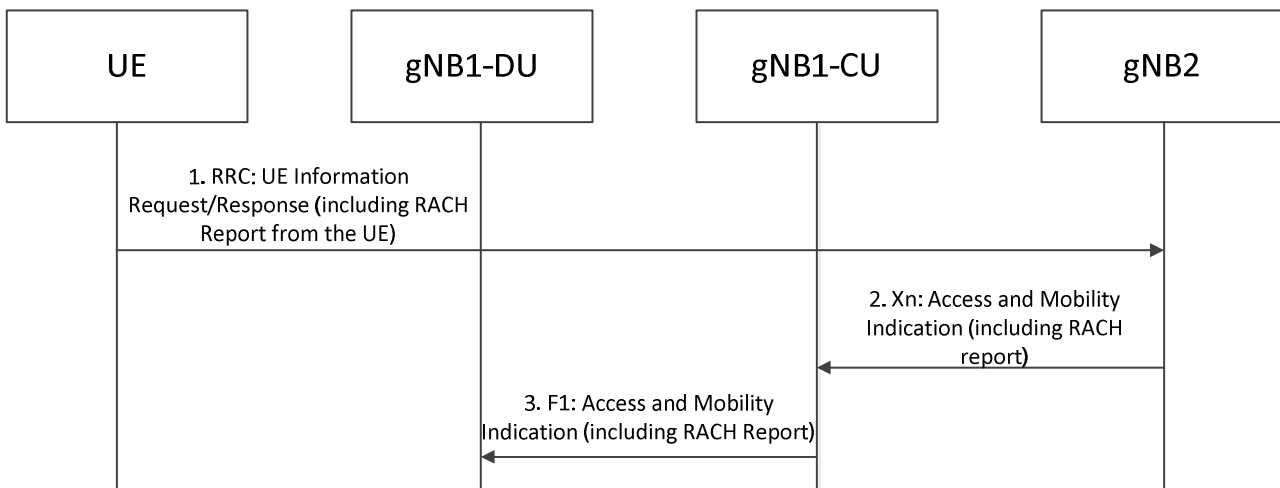 UE
gNB1-DU
gNB1-CU
gNB2
1. RRC: UE Information
Request/Response (including RACH
Report from the UE)
2. Xn: Access and Mobility
Indication (including RACH
report)
3. F1: Access and Mobility
Indication (including RACH Report)